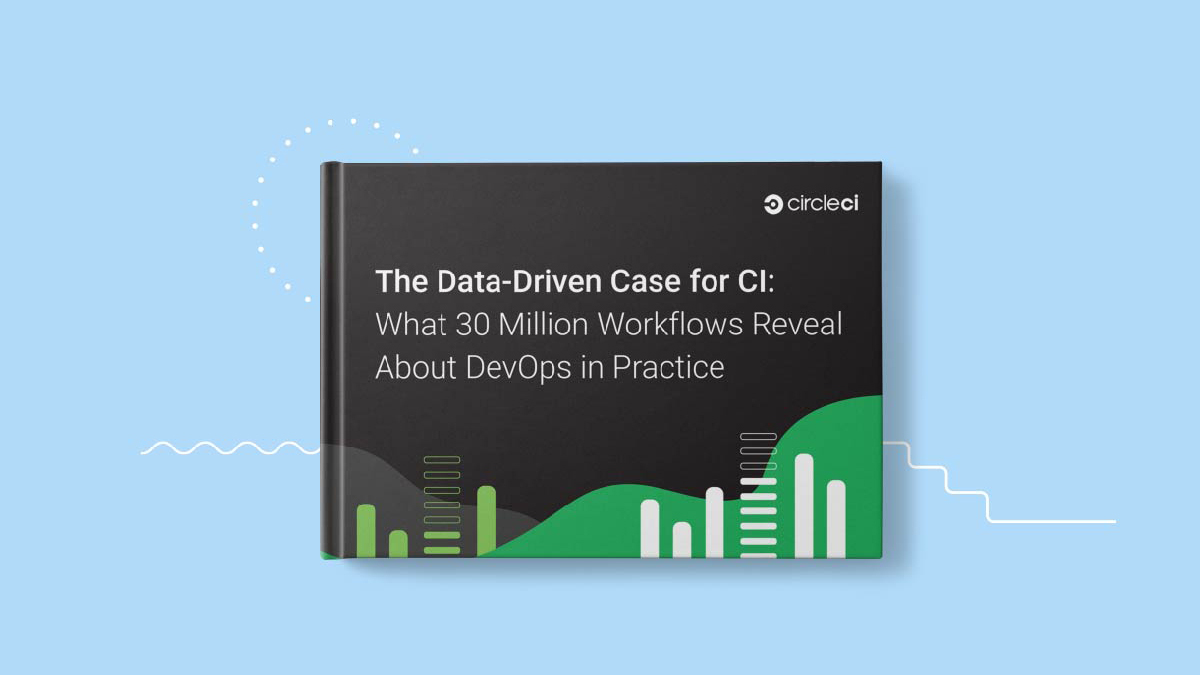 circleci
The Data-Driven Case for CI:
What 30 Million Workflows Reveal
About DevOps in Practice